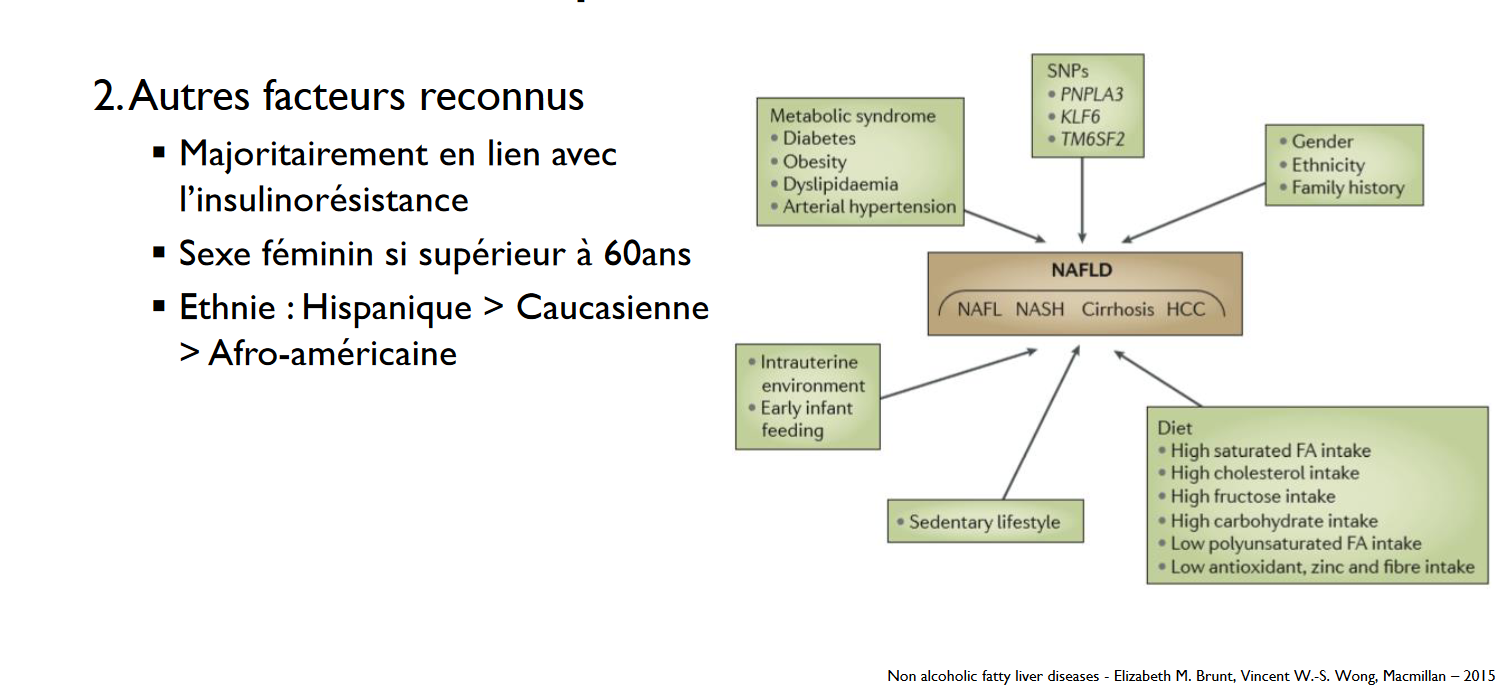 2. Autres facteurs reconnus
▪ Majoritairement en lien avec
l'insulinorésistance
▪ Sexe féminin si supérieur à 60ans
▪ Ethnie : Hispanique > Caucasienne
> Afro-américaine
Metabolic syndrome
• Diabetes
• Obesity
• Dyslipidaemia
• Arterial hypertension
SNPs
• PNPLA3
• KLF6
• TM6SF2
• Gender
• Ethnicity
• Family history
NAFLD
NAFL NASH Cirrhosis HCC
• Intrauterine
environment
• Early infant
feeding
• Sedentary lifestyle
Diet
• High saturated FA intake
• High cholesterol intake
• High fructose intake
• High carbohydrate intake
• Low polyunsaturated FA intake
• Low antioxidant, zinc and fibre intake
Non alcoholic fatty liver diseases - Elizabeth M. Brunt, Vincent W.-S. Wong, Macmillan – 2015